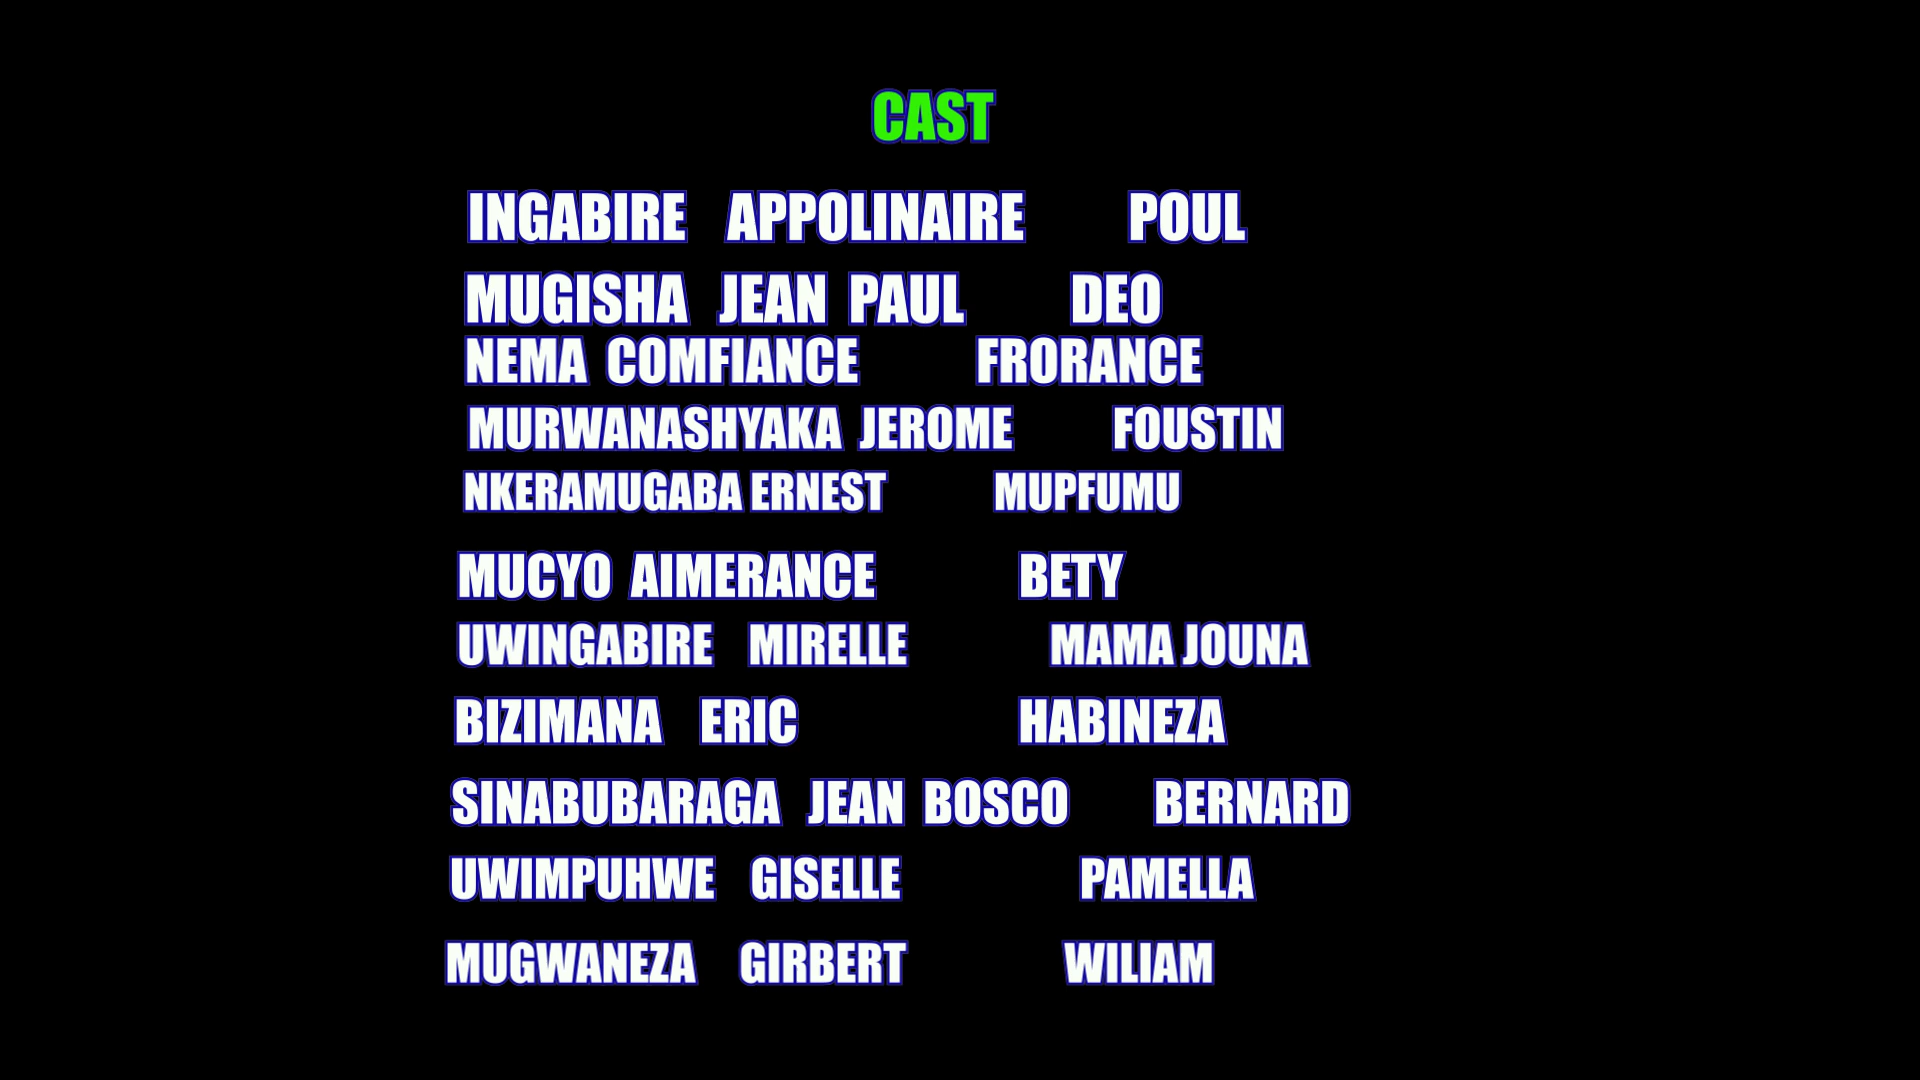 CAST
INGABIRE APPOLINAIRE POUL
MUGISHA JEAN PAUL DEO
NEMA COMFIANCE FRORANCE
MURWANASHYAKA JEROME FOUSTIN
NKERAMUGABA ERNEST MUPFUMU
MUCYO AIMERANCE BETY
UWINGABIRE MIRELLE MAMA JOUNA
BIZIMANA ERIC HABINEZA
SINABUBARAGA JEAN BOSCO BERNARD
UWIMPUHWE GISELLE PAMELLA
MUGWANEZA GIRBERT WILIAM